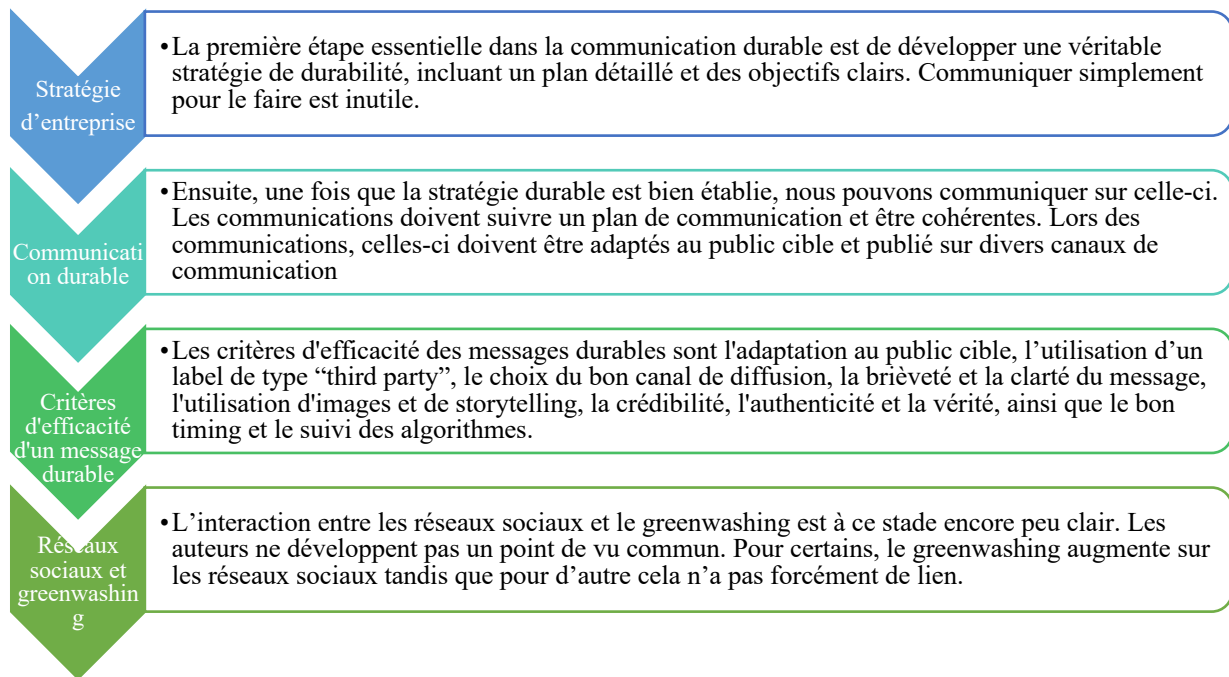 Stratégie
d’entreprise
•La première étape essentielle dans la communication durable est de développer une véritable
stratégie de durabilité, incluant un plan détaillé et des objectifs clairs. Communiquer simplement
pour le faire est inutile.
Communicati
on durable
•Ensuite, une fois que la stratégie durable est bien établie, nous pouvons communiquer sur celle-ci.
Les communications doivent suivre un plan de communication et être cohérentes. Lors des
communications, celles-ci doivent être adaptés au public cible et publié sur divers canaux de
communication
Critères
d'efficacité
d'un message
durable
•Les critères d'efficacité des messages durables sont l'adaptation au public cible, l’utilisation d’un
label de type “third party”, le choix du bon canal de diffusion, la brièveté et la clarté du message,
l'utilisation d'images et de storytelling, la crédibilité, l'authenticité et la vérité, ainsi que le bon
timing et le suivi des algorithmes.
Réseaux
sociaux et
greenwashin
g
•L’interaction entre les réseaux sociaux et le greenwashing est à ce stade encore peu clair. Les
auteurs ne développent pas un point de vu commun. Pour certains, le greenwashing augmente sur
les réseaux sociaux tandis que pour d’autre cela n’a pas forcément de lien.